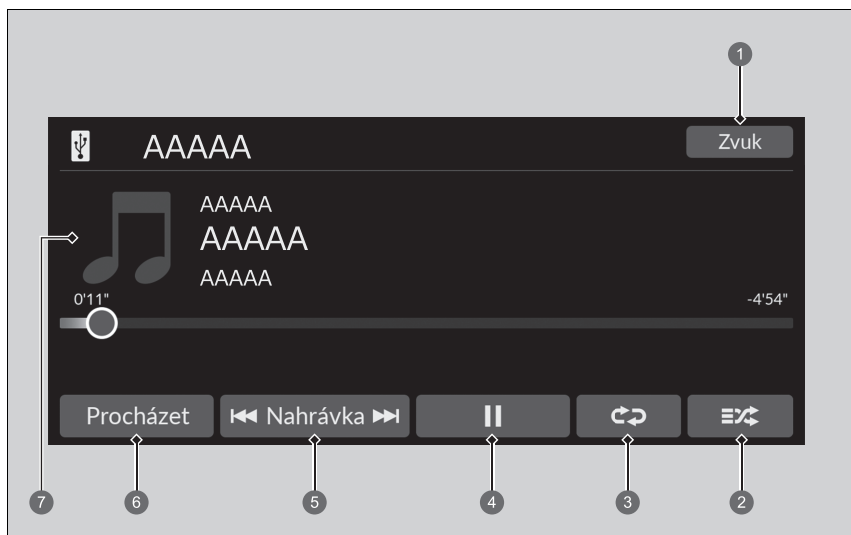 1
AAAAA
Zvuk
AAAAA
AAAAA
AAAAA
0'11"
-4'54"
Procházet
Nahrávka
7
6
5
4
3
2